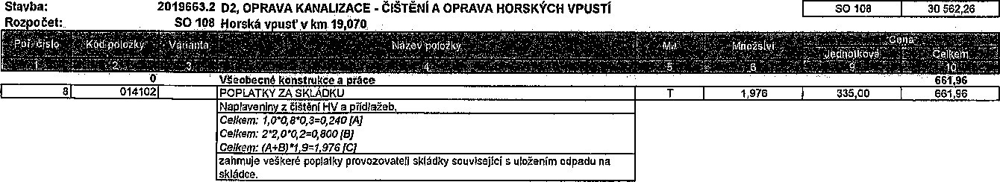 Stavba: 2019663.2 D2, OPRAVA KANALIZACE - ČIŠTĚNÍ A OPRAVA HORSKÝCH VPUSTÍ SO 108 30 562,26
Rozpočet: SO 108 Horská vpusť v km 19,070
Poř. číslo Kód položky Varianta Název položky MJ Množství Cena
Jednotková Celkem
1 2 3 4 5 6 9 10
0 Všeobecné konstrukce a práce 661,96
8 014102 POPLATKY ZA SKLÁDKU T 1,976 335,00 661,96
Naplaveniny z čištění HV a přídlažeb.
Celkem: 1,0*0,8*0,3=0,240 [A]
Celkem: 2*2,0*0,2=0,800 [B]
Celkem: (A+B)*1,9=1,976 [C]
zahrnuje veškeré poplatky provozovateli skládky související s uložením odpadu na
skládce.